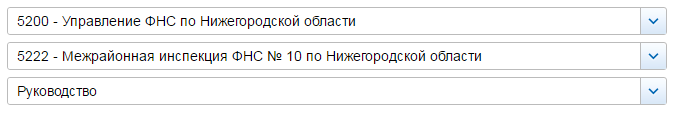 5200 - Управление ФНС по Нижегородской области
5222 - Межрайонная инспекция ФНС № 10 по Нижегородской области
Руководство